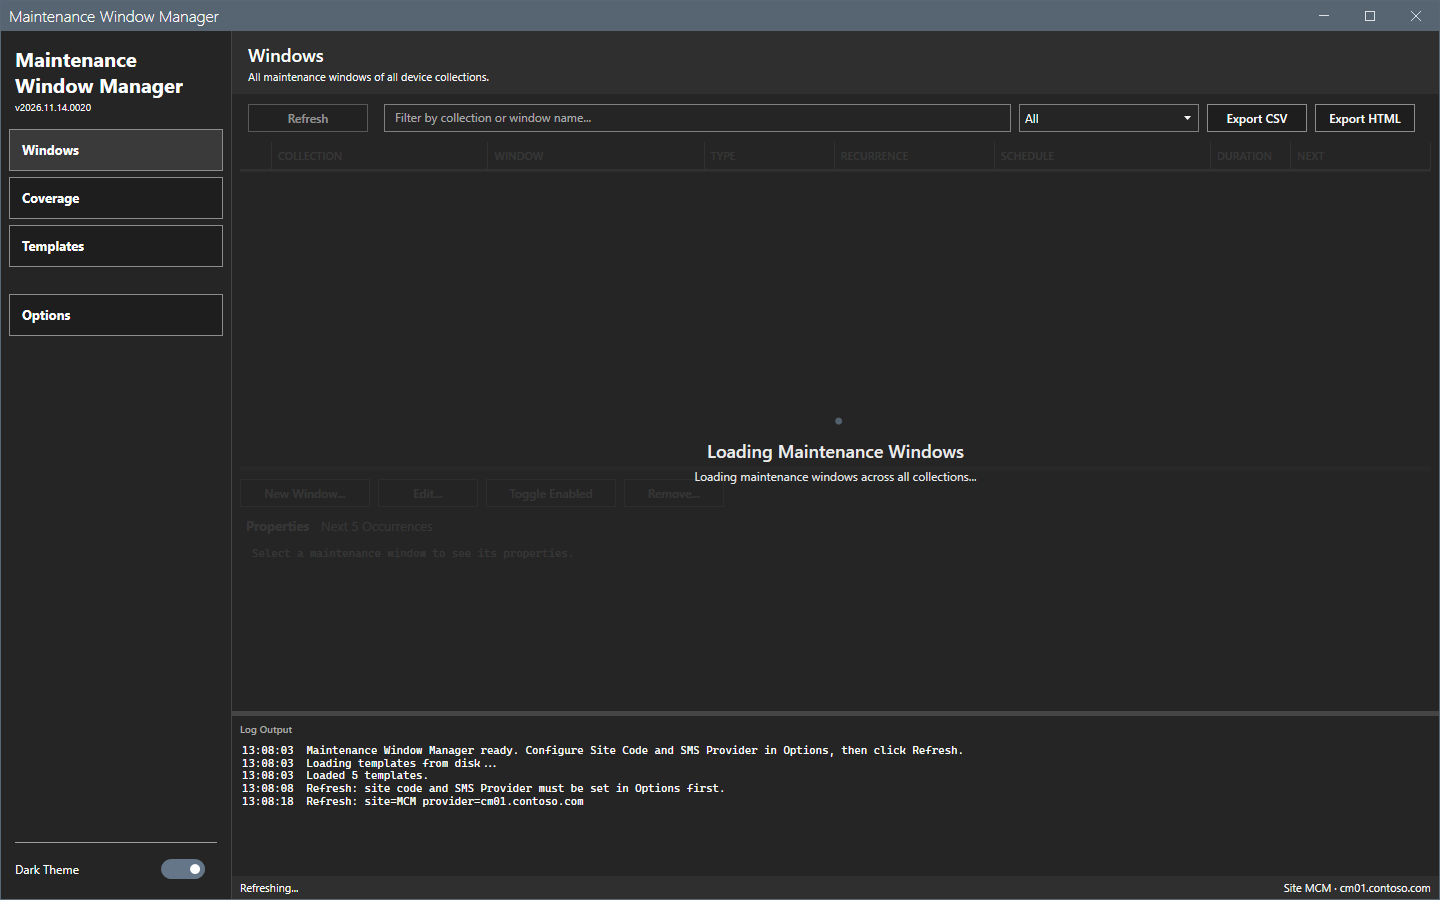 Maintenance Window Manager
Maintenance
Window Manager
v2026.11.14.0020
Windows
Coverage
Templates
Options
Dark Theme
Windows
All maintenance windows of all device collections.
Refresh
Filter by collection or window name...
All
Export CSV
Export HTML
COLLECTION
WINDOW
TYPE
RECURRENCE
SCHEDULE
DURATION
NEXT
Loading Maintenance Windows
Loading maintenance windows across all collections...
New Window...
Edit...
Toggle Enabled
Remove...
Properties
Next 5 Occurrences
Select a maintenance window to see its properties.
Log Output
13:08:03 Maintenance Window Manager ready. Configure Site Code and SMS Provider in Options, then click Refresh.
13:08:03 Loading templates from disk...
13:08:03 Loaded 5 templates.
13:08:08 Refresh: site code and SMS Provider must be set in Options first.
13:08:18 Refresh: site=MCM provider=cm01.contoso.com
Refreshing...
Site MCM · cm01.contoso.com